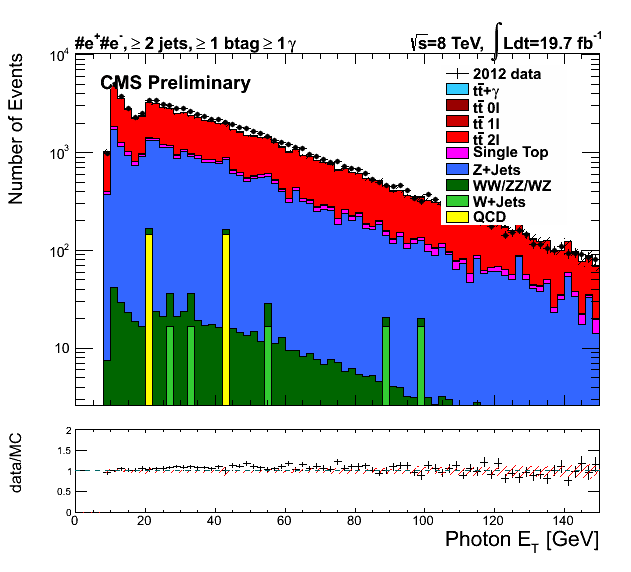 #e⁺#e⁻, ≥ 2 jets, ≥ 1 btag ≥ 1 γ
√s=8 TeV, ∫ Ldt=19.7 fb⁻¹
CMS Preliminary
2012 data
tt̄+γ
tt̄ 0l
tt̄ 1l
tt̄ 2l
Single Top
Z+Jets
WW/ZZ/WZ
W+Jets
QCD
Number of Events
10⁴
10³
10²
10
data/MC
2
1.5
1
0.5
0
0 20 40 60 80 100 120 140
Photon E_T [GeV]